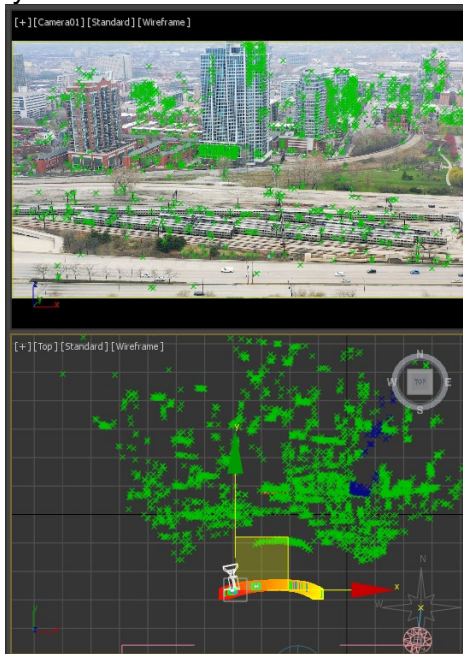 y
[+] [Camera01] [Standard] [Wireframe]
z
x
[+] [Top] [Standard] [Wireframe]
N
W
TOP
E
S
y
x
N
W
x
y
x